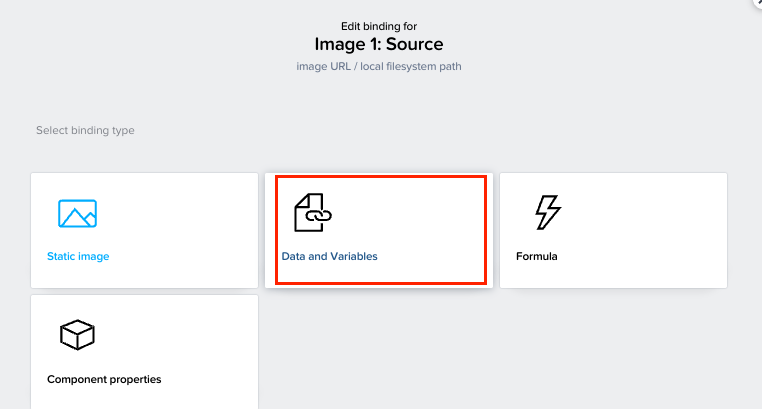 Edit binding for
Image 1: Source
image URL / local filesystem path
Select binding type
Static image
Data and Variables
Formula
Component properties